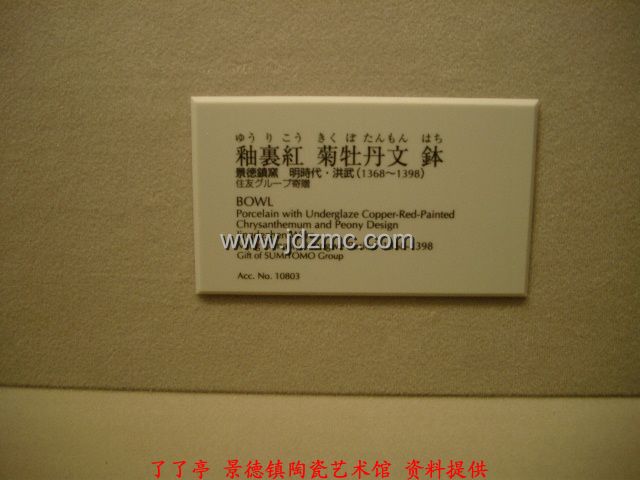 ゆう り こう きく ぼ たんもん はち
釉裏紅 菊牡丹文 鉢
景徳鎮窯 明時代・洪武(1368〜1398)
住友グループ寄贈
BOWL
Porcelain with Underglaze Copper-Red-Painted
Chrysanthemum and Peony Design
www.jdzmc.com
1398
Gift of SUMITOMO Group
Acc. No. 10803
了了亭 景德镇陶瓷艺术馆 资料提供